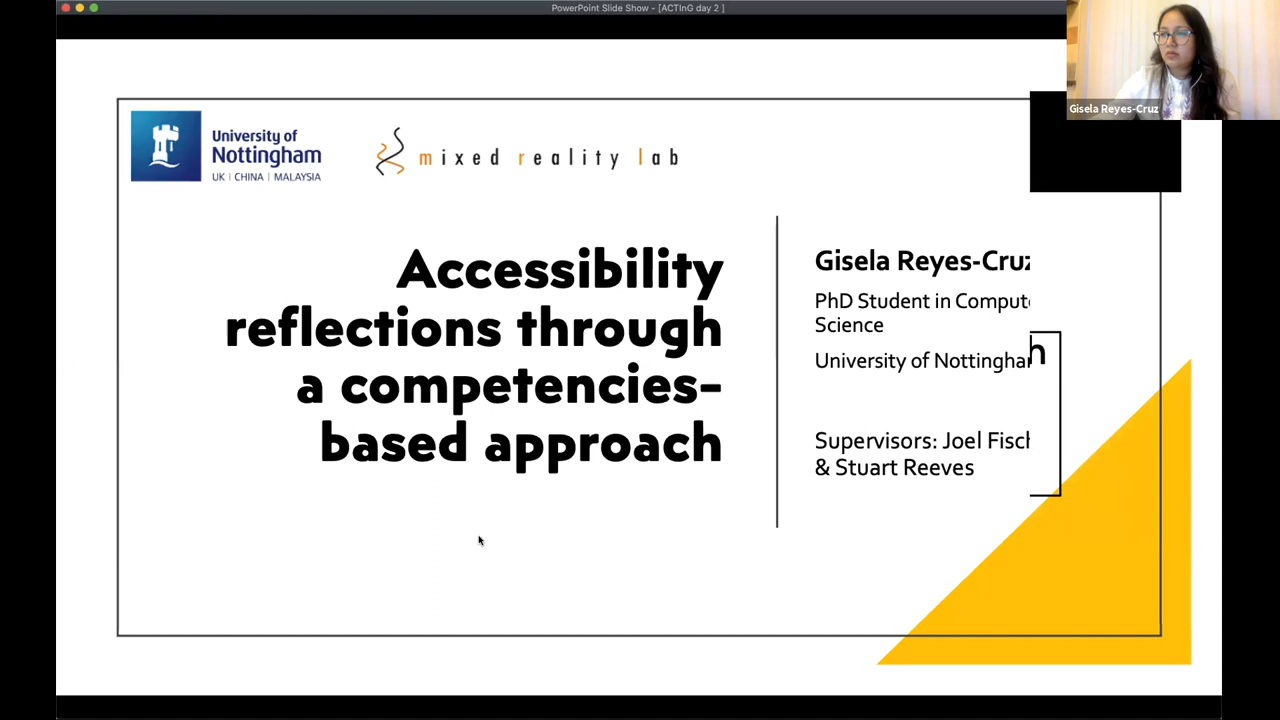 PowerPoint Slide Show - [ACTInG day 2 ]
Gisela Reyes-Cruz
University of
Nottingham
UK | CHINA | MALAYSIA
mixed reality lab
Accessibility
reflections through
a competencies-
based approach
Gisela Reyes-Cruz
PhD Student in Comput
Science
University of Nottingha
h
Supervisors: Joel Fisch
& Stuart Reeves